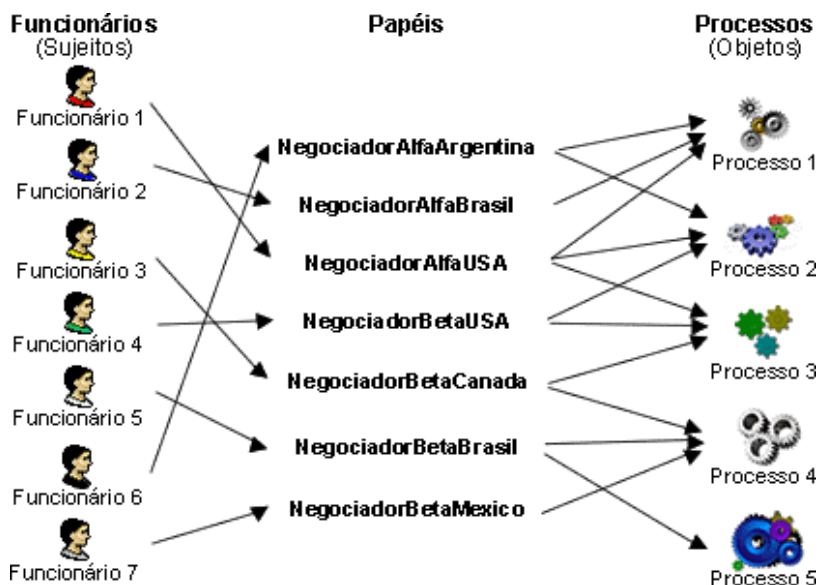 Funcionários
(Sujeitos)
Papéis
Processos
(Objetos)
Funcionário 1
Funcionário 2
Funcionário 3
Funcionário 4
Funcionário 5
Funcionário 6
Funcionário 7
NegociadorAlfaArgentina
NegociadorAlfaBrasil
NegociadorAlfaUSA
NegociadorBetaUSA
NegociadorBetaCanada
NegociadorBetaBrasil
NegociadorBetaMexico
Processo 1
Processo 2
Processo 3
Processo 4
Processo 5